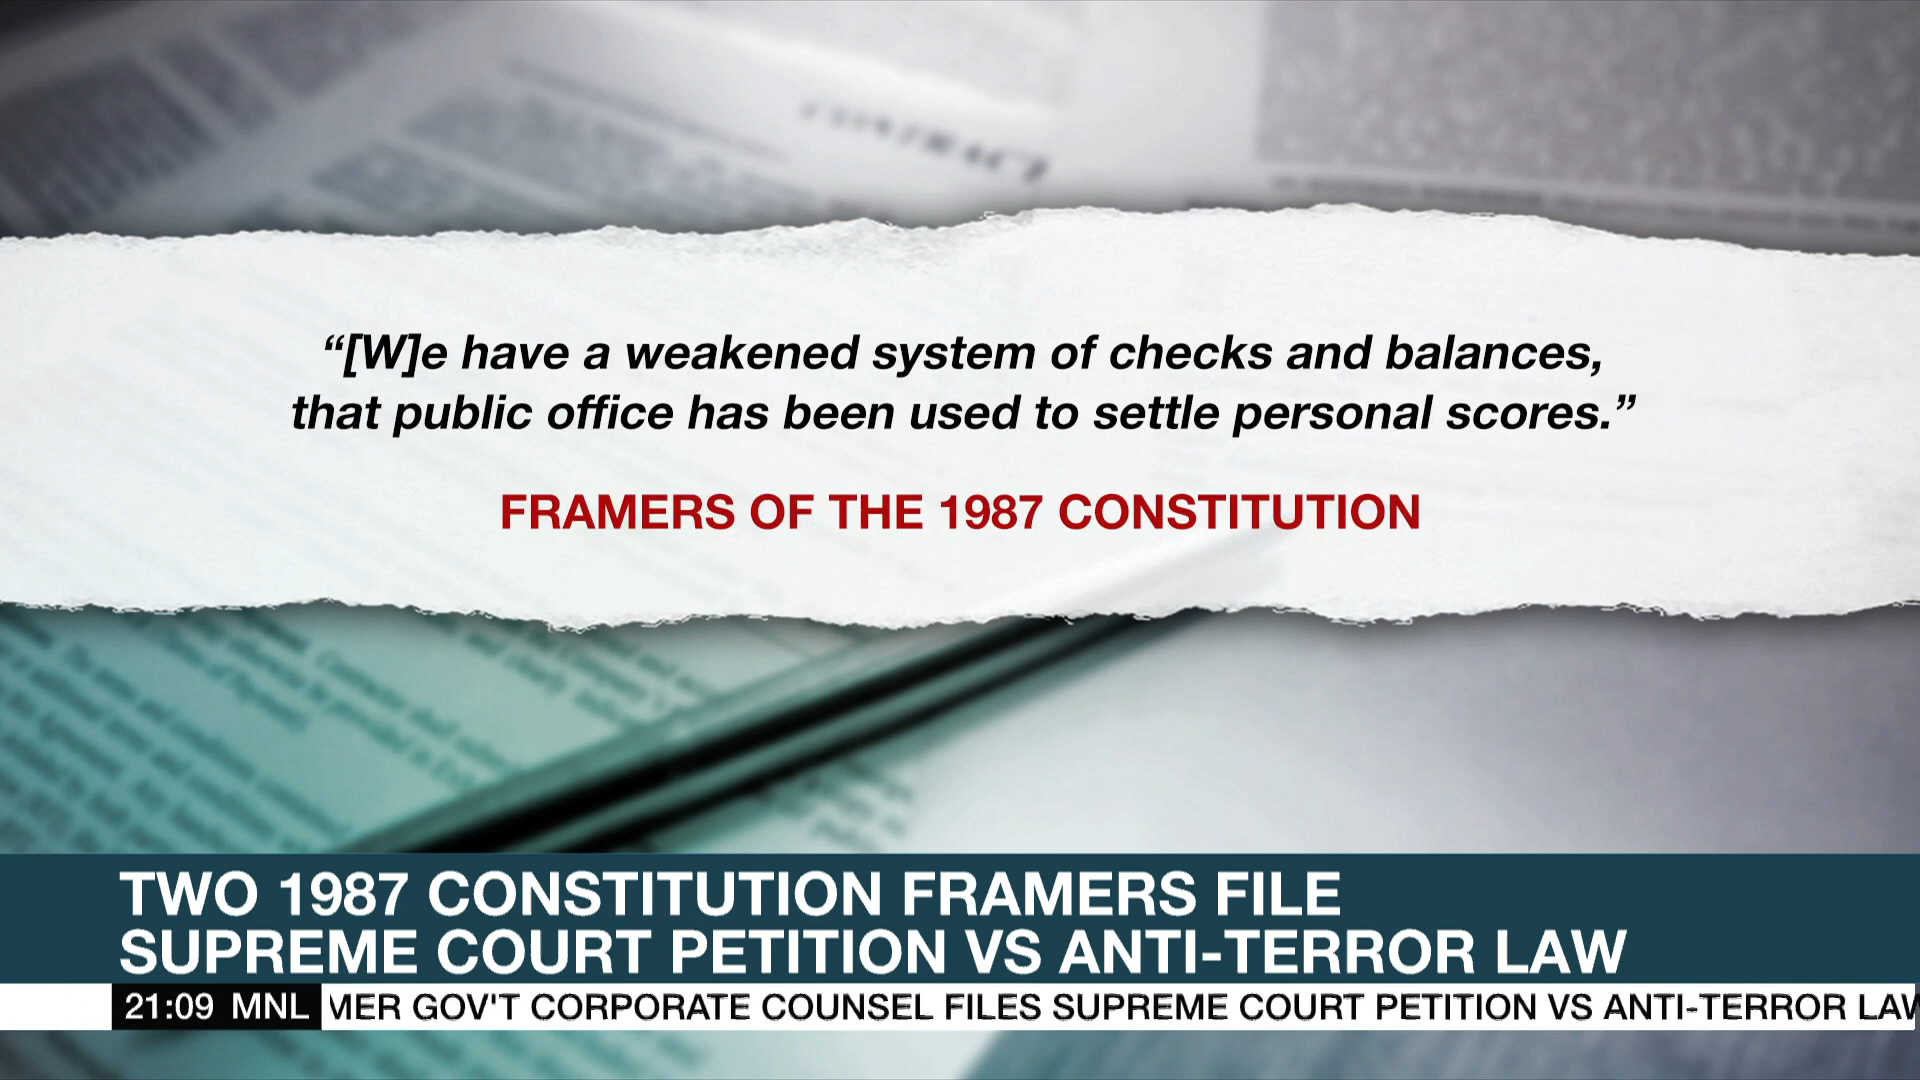 CONTRACT
“[W]e have a weakened system of checks and balances,
that public office has been used to settle personal scores.”
FRAMERS OF THE 1987 CONSTITUTION
TWO 1987 CONSTITUTION FRAMERS FILE
SUPREME COURT PETITION VS ANTI-TERROR LAW
21:09 MNL MER GOV'T CORPORATE COUNSEL FILES SUPREME COURT PETITION VS ANTI-TERROR LAW